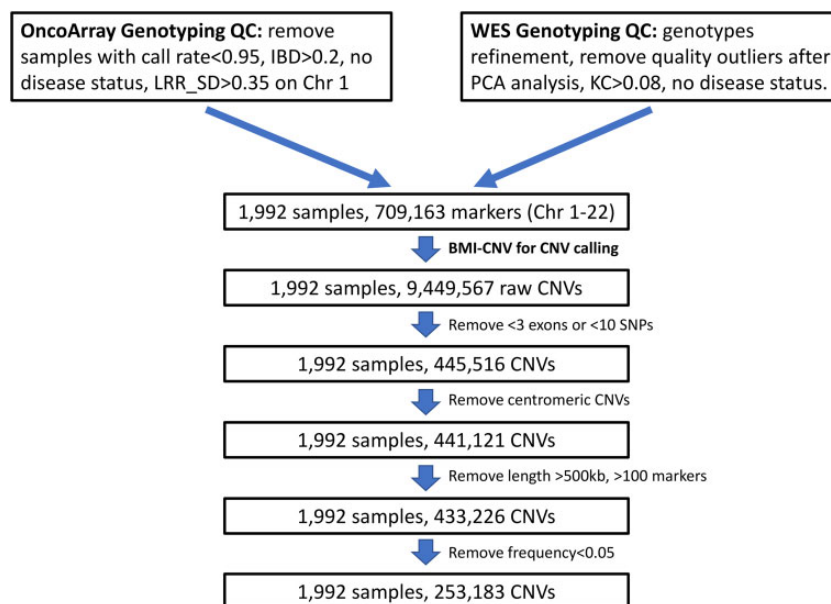 OncoArray Genotyping QC: remove
samples with call rate<0.95, IBD>0.2, no
disease status, LRR_SD>0.35 on Chr 1
WES Genotyping QC: genotypes
refinement, remove quality outliers after
PCA analysis, KC>0.08, no disease status.
1,992 samples, 709,163 markers (Chr 1-22)
BMI-CNV for CNV calling
1,992 samples, 9,449,567 raw CNVs
Remove <3 exons or <10 SNPs
1,992 samples, 445,516 CNVs
Remove centromeric CNVs
1,992 samples, 441,121 CNVs
Remove length >500kb, >100 markers
1,992 samples, 433,226 CNVs
Remove frequency<0.05
1,992 samples, 253,183 CNVs